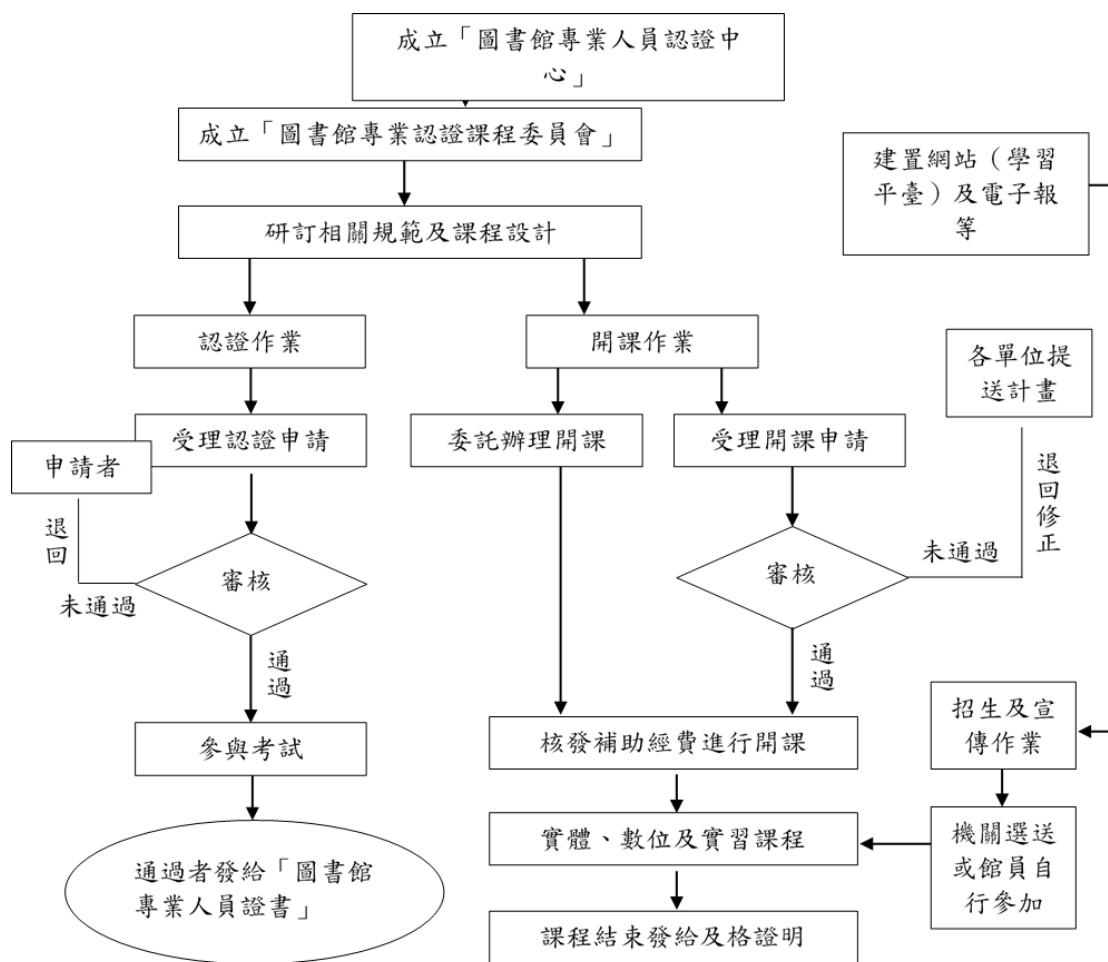 成立「圖書館專業人員認證中
心」
成立「圖書館專業認證課程委員會」
建置網站（學習
平臺）及電子報
等
研訂相關規範及課程設計
認證作業
開課作業
各單位提
送計畫
受理認證申請
委託辦理開課
受理開課申請
申請者
退回
退回修正
審核
未通過
審核
未通過
通過
通過
參與考試
核發補助經費進行開課
招生及宣
傳作業
通過者發給「圖書館
專業人員證書」
實體、數位及實習課程
機關選送
或館員自
行參加
課程結束發給及格證明